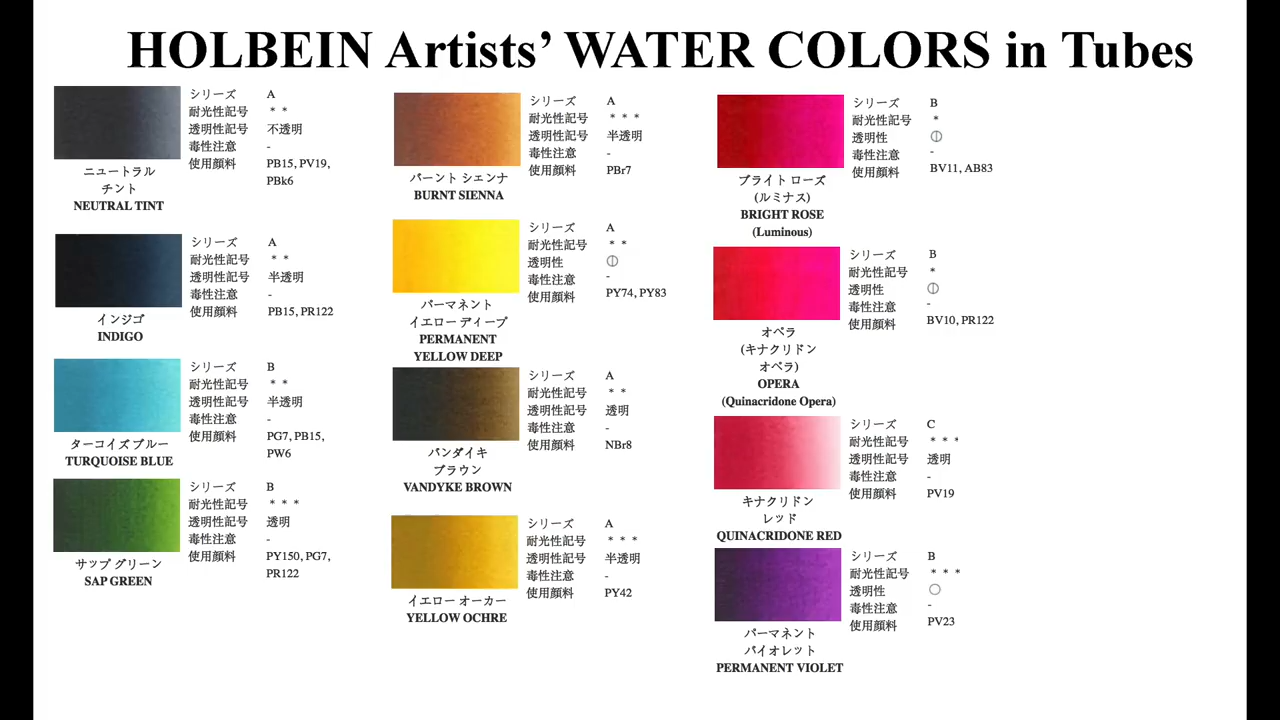 HOLBEIN Artists’ WATER COLORS in Tubes
シリーズ A
耐光性記号 * *
透明性記号 不透明
毒性注意 -
使用顔料 PB15, PV19,
PBk6
ニュートラル
チント
NEUTRAL TINT
シリーズ A
耐光性記号 * *
透明性記号 半透明
毒性注意 -
使用顔料 PB15, PR122
インジゴ
INDIGO
シリーズ B
耐光性記号 * *
透明性記号 半透明
毒性注意 -
使用顔料 PG7, PB15,
PW6
ターコイズ ブルー
TURQUOISE BLUE
シリーズ B
耐光性記号 * * *
透明性記号 透明
毒性注意 -
使用顔料 PY150, PG7,
PR122
サップ グリーン
SAP GREEN
シリーズ A
耐光性記号 * * *
透明性記号 半透明
毒性注意 -
使用顔料 PBr7
バーント シェンナ
BURNT SIENNA
シリーズ A
耐光性記号 * *
透明性 ⦶
毒性注意 -
使用顔料 PY74, PY83
パーマネント
イエロー ディープ
PERMANENT
YELLOW DEEP
シリーズ A
耐光性記号 * *
透明性記号 透明
毒性注意 -
使用顔料 NBr8
バンダイキ
ブラウン
VANDYKE BROWN
シリーズ A
耐光性記号 * * *
透明性記号 半透明
毒性注意 -
使用顔料 PY42
イエロー オーカー
YELLOW OCHRE
シリーズ B
耐光性記号 *
透明性 ⦶
毒性注意 -
使用顔料 BV11, AB83
ブライト ローズ
(ルミナス)
BRIGHT ROSE
(Luminous)
シリーズ B
耐光性記号 *
透明性 ⦶
毒性注意 -
使用顔料 BV10, PR122
オペラ
(キナクリドン
オペラ)
OPERA
(Quinacridone Opera)
シリーズ C
耐光性記号 * * *
透明性記号 透明
毒性注意 -
使用顔料 PV19
キナクリドン
レッド
QUINACRIDONE RED
シリーズ B
耐光性記号 * * *
透明性 ○
毒性注意 -
使用顔料 PV23
パーマネント
バイオレット
PERMANENT VIOLET